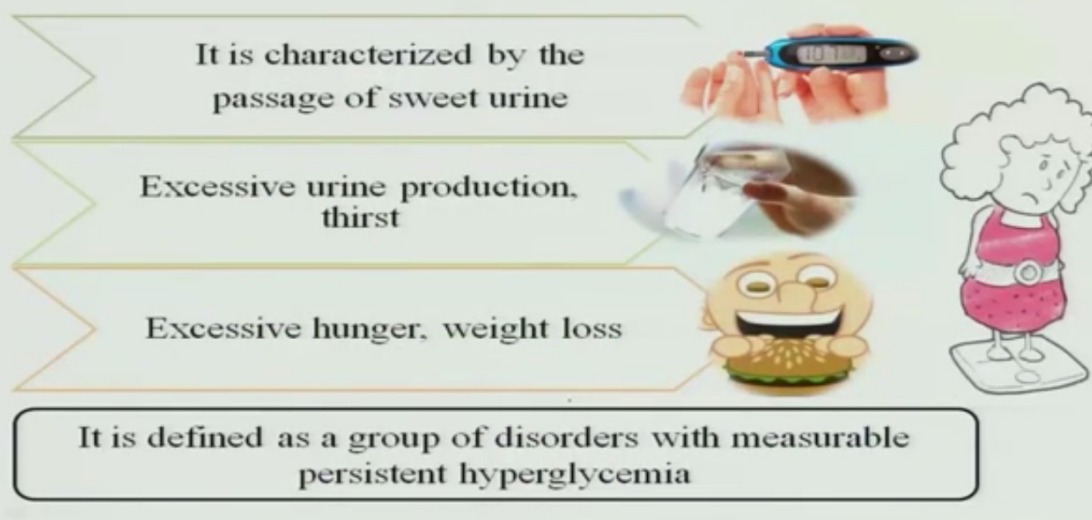 It is characterized by the
passage of sweet urine
Excessive urine production,
thirst
Excessive hunger, weight loss
It is defined as a group of disorders with measurable
persistent hyperglycemia